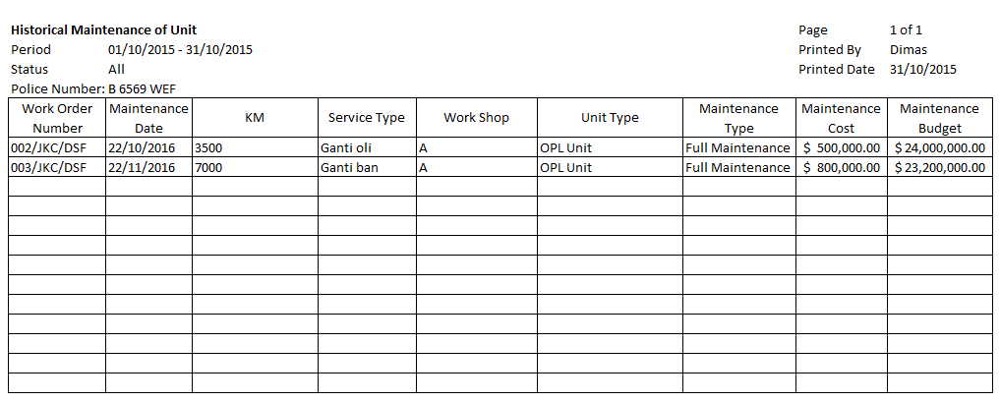 Historical Maintenance of Unit Page 1 of 1
Period 01/10/2015 - 31/10/2015 Printed By Dimas
Status All Printed Date 31/10/2015
Police Number: B 6569 WEF
Work Order Number Maintenance Date KM Service Type Work Shop Unit Type Maintenance Type Maintenance Cost Maintenance Budget
002/JKC/DSF 22/10/2016 3500 Ganti oli A OPL Unit Full Maintenance $ 500,000.00 $ 24,000,000.00
003/JKC/DSF 22/11/2016 7000 Ganti ban A OPL Unit Full Maintenance $ 800,000.00 $ 23,200,000.00